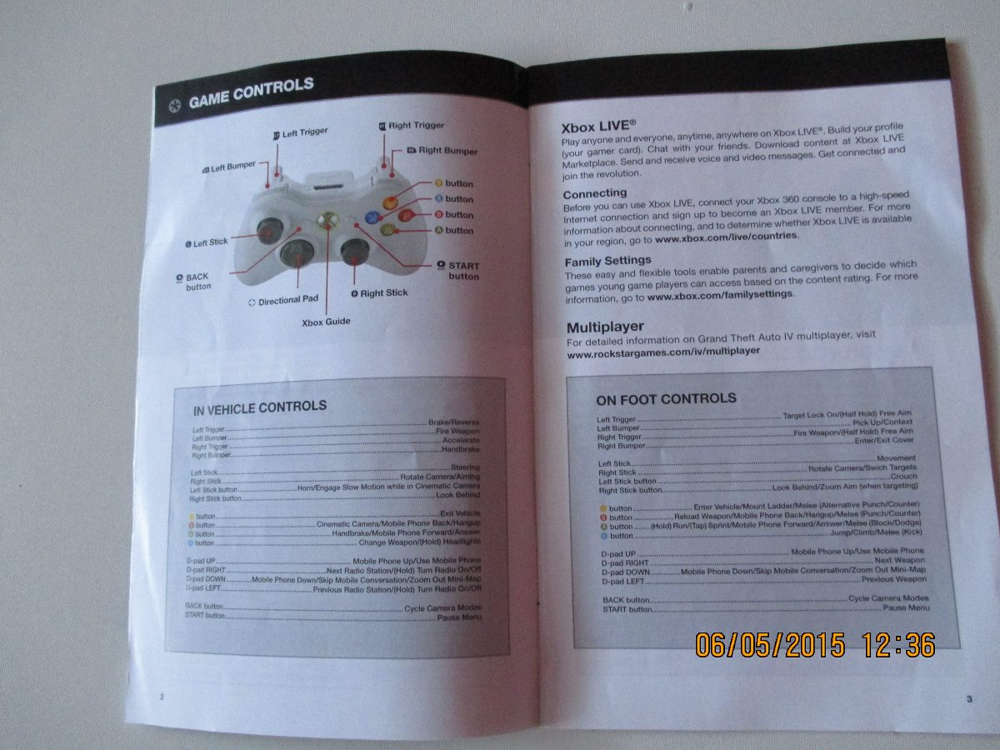 GAME CONTROLS
Left Trigger
Right Trigger
Left Bumper
Right Bumper
Y button
X button
B button
A button
Left Stick
BACK
button
START
button
Directional Pad
Right Stick
Xbox Guide
IN VEHICLE CONTROLS
Left Trigger Brake/Reverse
Left Bumper Fire Weapon
Right Trigger Accelerate
Right Bumper Handbrake
Left Stick Steering
Right Stick Rotate Camera/Aiming
Left Stick button Horn/Engage Slow Motion while in Cinematic Camera
Right Stick button Look Behind
button Exit Vehicle
B button Cinematic Camera/Mobile Phone Back/Hangup
button Handbrake/Mobile Phone Forward/Answer
button Change Weapon/(Hold) Headlights
D-pad UP Mobile Phone Up/Use Mobile Phone
D-pad RIGHT Next Radio Station/(Hold) Turn Radio On/Off
D-pad DOWN Mobile Phone Down/Skip Mobile Conversation/Zoom Out Mini-Map
D-pad LEFT Previous Radio Station/(Hold) Turn Radio On/Off
BACK button Cycle Camera Modes
START button Pause Menu
2
Xbox LIVE®
Play anyone and everyone, anytime, anywhere on Xbox LIVE®. Build your profile
(your gamer card). Chat with your friends. Download content at Xbox LIVE
Marketplace. Send and receive voice and video messages. Get connected and
join the revolution.
Connecting
Before you can use Xbox LIVE, connect your Xbox 360 console to a high-speed
Internet connection and sign up to become an Xbox LIVE member. For more
information about connecting, and to determine whether Xbox LIVE is available
in your region, go to www.xbox.com/live/countries.
Family Settings
These easy and flexible tools enable parents and caregivers to decide which
games young game players can access based on the content rating. For more
information, go to www.xbox.com/familysettings.
Multiplayer
For detailed information on Grand Theft Auto IV multiplayer, visit
www.rockstargames.com/iv/multiplayer
ON FOOT CONTROLS
Left Trigger Target Lock On/(Half Hold) Free Aim
Left Bumper Pick Up/Context
Right Trigger Fire Weapon/(Half Hold) Free Aim
Right Bumper Enter/Exit Cover
Left Stick Movement
Right Stick Rotate Camera/Swich Targets
Left Stick button Crouch
Right Stick button Look Behind/Zoom Aim (when targeting)
button Enter Vehicle/Mount Ladder/Melee (Alternative Punch/Counter)
B button Reload Weapon/Mobile Phone Back/Hangup/Melee (Punch/Counter)
A button (Hold) Run/(Tap) Sprint/Mobile Phone Forward/Answer/Melee (Block/Dodge)
X button Jump/Climb/Melee (Kick)
D-pad UP Mobile Phone Up/Use Mobile Phone
D-pad RIGHT Next Weapon
D-pad DOWN Mobile Phone Down/Skip Mobile Conversation/Zoom Out Mini-Map
D-pad LEFT Previous Weapon
BACK button Cycle Camera Modes
START button Pause Menu
06/05/2015 12:36
3